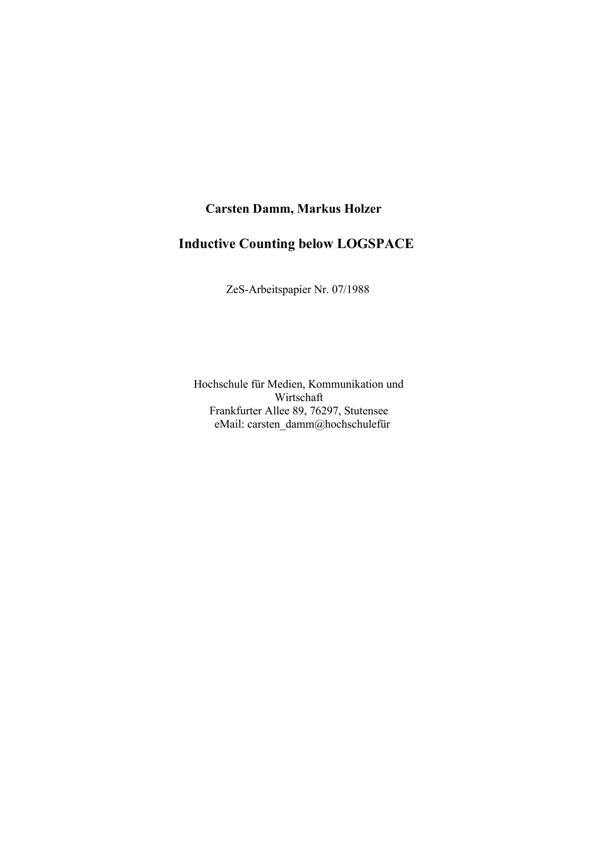 Carsten Damm, Markus Holzer
Inductive Counting below LOGSPACE
ZeS-Arbeitspapier Nr. 07/1988
Hochschule für Medien, Kommunikation und
Wirtschaft
Frankfurter Allee 89, 76297, Stutensee
eMail: carsten_damm@hochschulefür